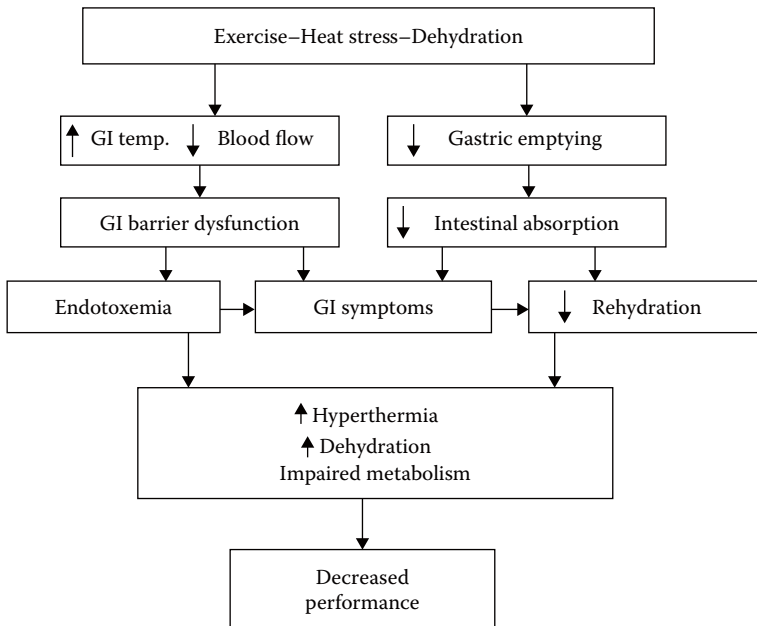 Exercise–Heat stress–Dehydration
↑ GI temp. ↓ Blood flow
↓ Gastric emptying
GI barrier dysfunction
↓ Intestinal absorption
Endotoxemia
GI symptoms
↓ Rehydration
↑ Hyperthermia
↑ Dehydration
Impaired metabolism
Decreased
performance